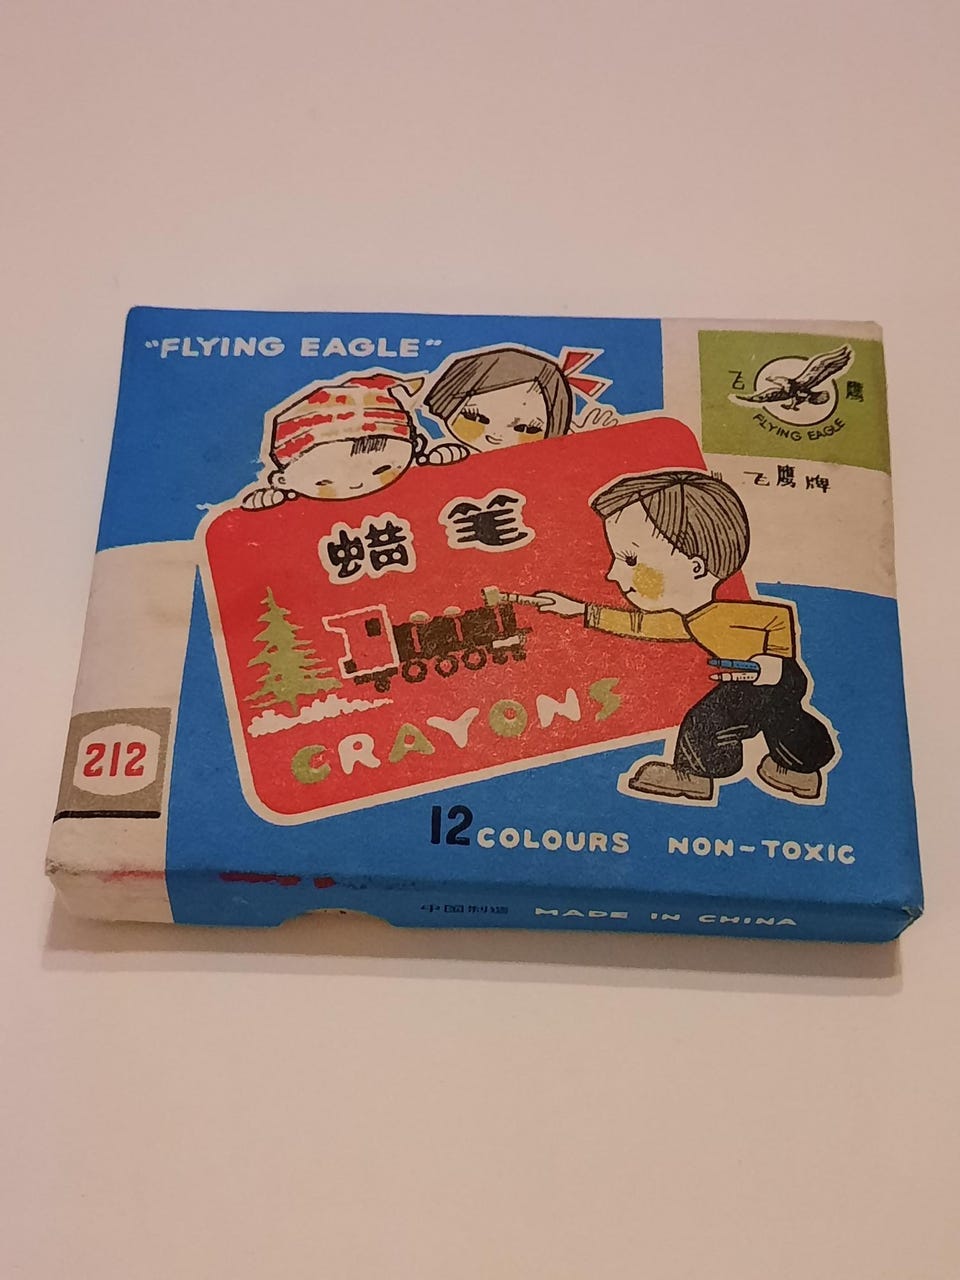 "FLYING EAGLE"
飞 鹰
FLYING EAGLE
飞鹰牌
蜡笔
CRAYONS
212
12 COLOURS NON-TOXIC
中国制造 MADE IN CHINA